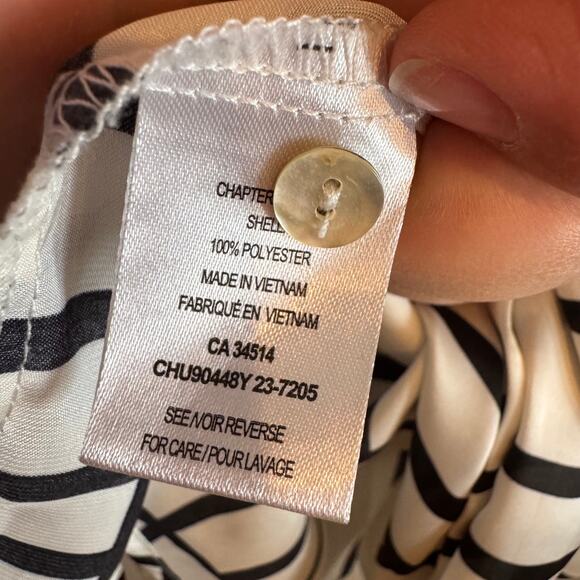 CHAPTER
SHELL
100% POLYESTER
MADE IN VIETNAM
FABRIQUÉ EN VIETNAM
CA 34514
CHU90448Y 23-7205
SEE/VOIR REVERSE
FOR CARE/POUR LAVAGE